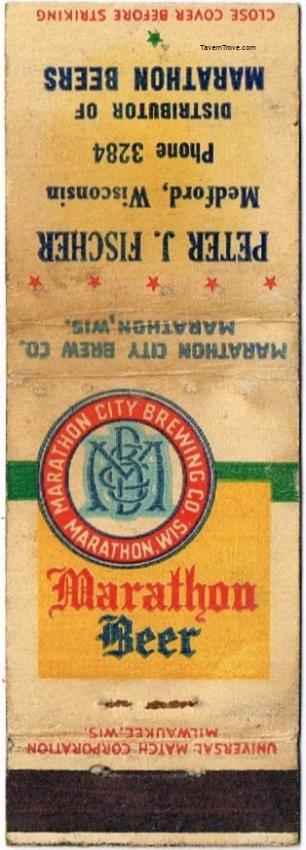 CLOSE COVER BEFORE STRIKING
TavernTrove.com
PETER J. FISCHER
Medford, Wisconsin
Phone 3284
DISTRIBUTOR OF
MARATHON BEERS
MARATHON CITY BREW CO.
MARATHON, WIS.
MARATHON CITY BREWING CO.
MARATHON, WIS.
MCB
Marathon
Beer
UNIVERSAL MATCH CORPORATION
MILWAUKEE, WIS.